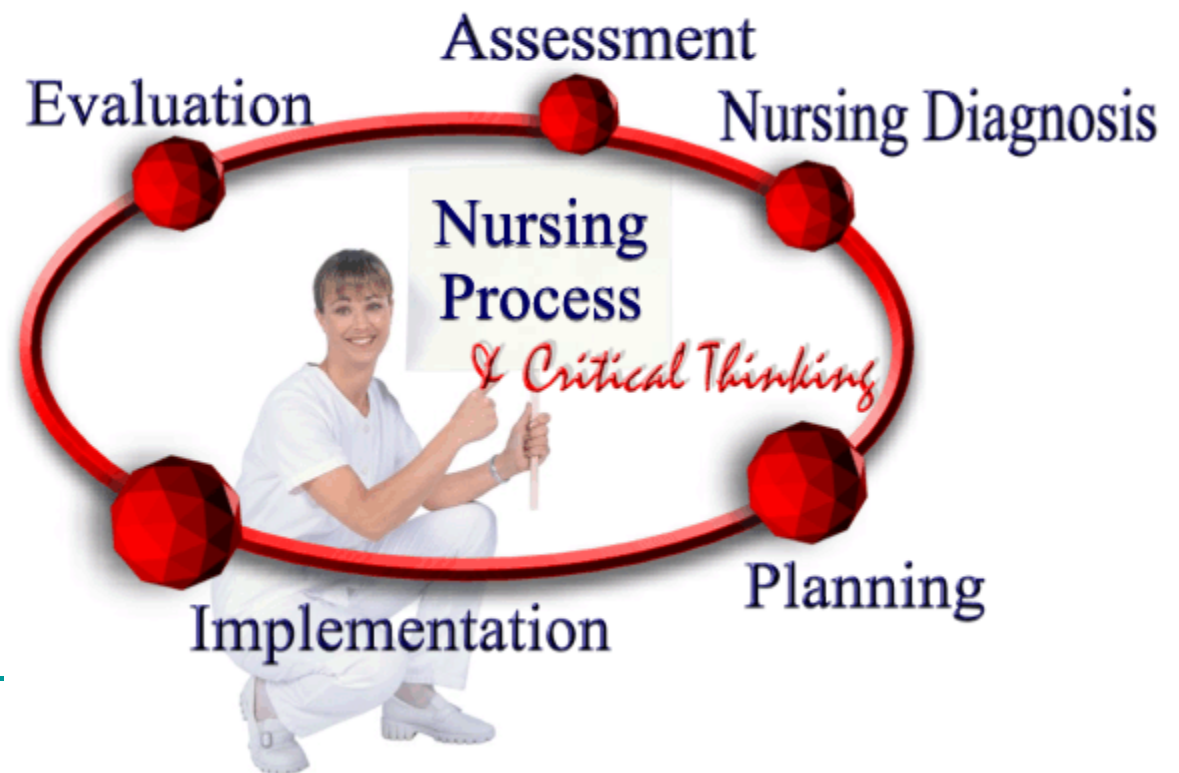 Assessment
Evaluation
Nursing Diagnosis
Nursing
Process
& Critical Thinking
Planning
Implementation